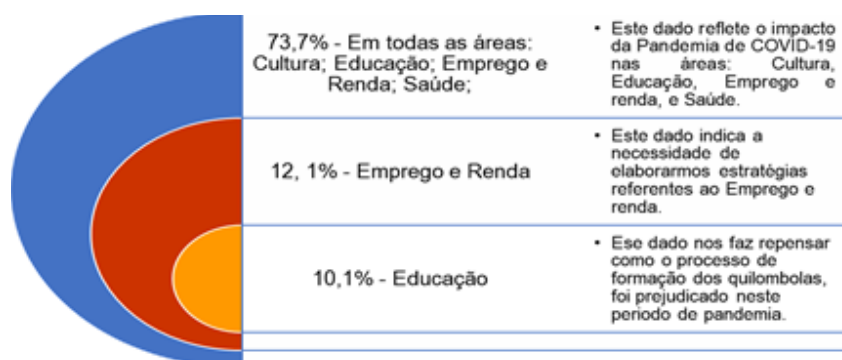 73,7% - Em todas as áreas:
Cultura; Educação; Emprego e
Renda; Saúde;
• Este dado reflete o impacto
da Pandemia de COVID-19
nas áreas: Cultura,
Educação, Emprego e
renda, e Saúde.
12, 1% - Emprego e Renda
• Este dado indica a
necessidade de
elaborarmos estratégias
referentes ao Emprego e
renda.
10,1% - Educação
• Ese dado nos faz repensar
como o processo de
formação dos quilombolas,
foi prejudicado neste
periodo de pandemia.